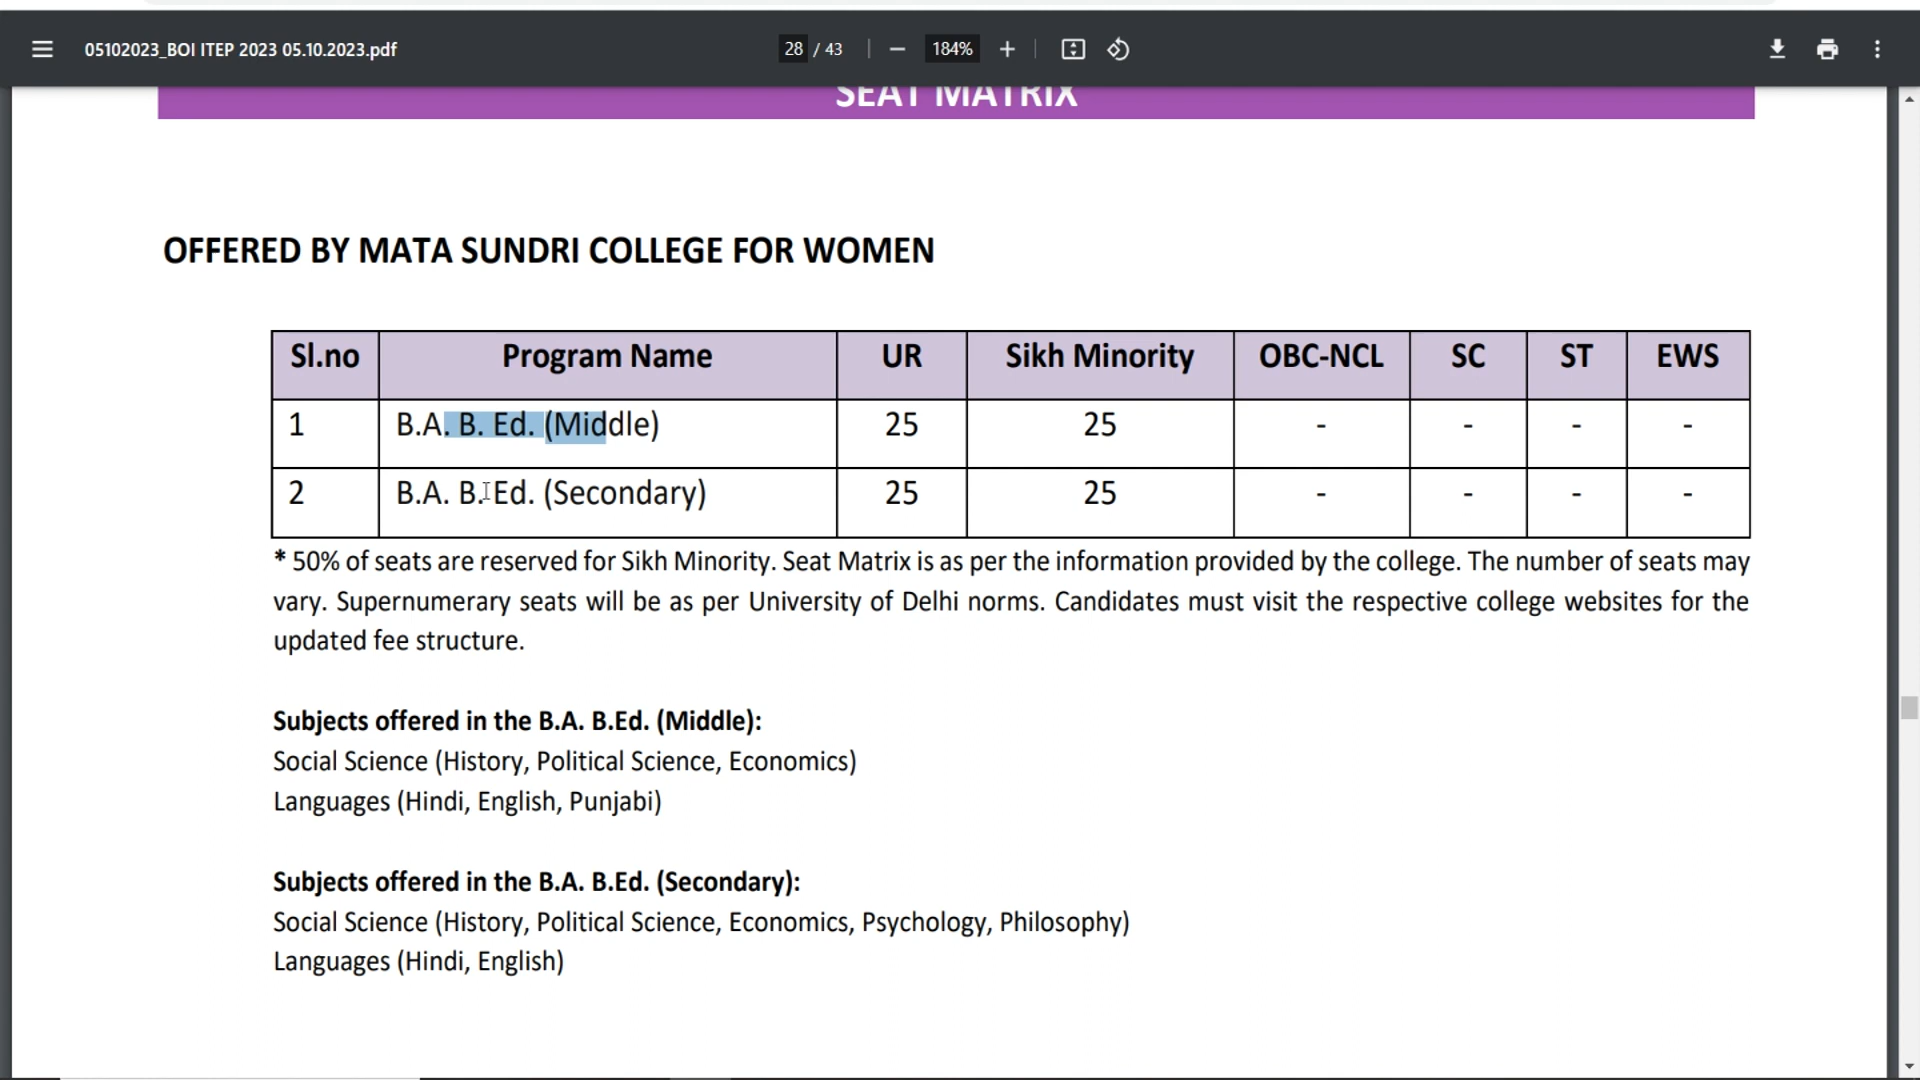 05102023_BOI ITEP 2023 05.10.2023.pdf 28 / 43 184%
SEAT MATRIX
OFFERED BY MATA SUNDRI COLLEGE FOR WOMEN
Sl.no Program Name UR Sikh Minority OBC-NCL SC ST EWS
1 B.A. B. Ed. (Middle) 25 25 - - - -
2 B.A. B. Ed. (Secondary) 25 25 - - - -
* 50% of seats are reserved for Sikh Minority. Seat Matrix is as per the information provided by the college. The number of seats may
vary. Supernumerary seats will be as per University of Delhi norms. Candidates must visit the respective college websites for the
updated fee structure.
Subjects offered in the B.A. B.Ed. (Middle):
Social Science (History, Political Science, Economics)
Languages (Hindi, English, Punjabi)
Subjects offered in the B.A. B.Ed. (Secondary):
Social Science (History, Political Science, Economics, Psychology, Philosophy)
Languages (Hindi, English)